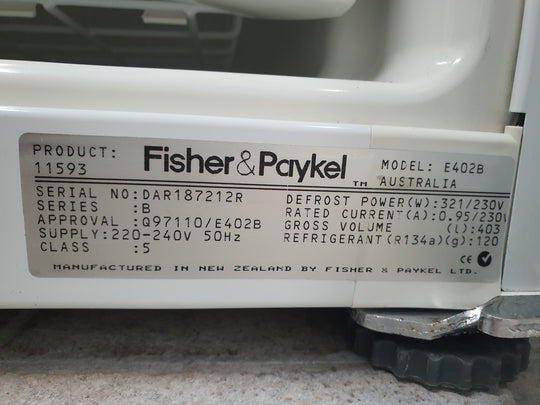 PRODUCT:
11593
Fisher & Paykel TM
MODEL: E402B
AUSTRALIA
SERIAL NO:DAR187212R
SERIES :B
APPROVAL :Q97110/E402B
SUPPLY:220-240V 50Hz
CLASS :5
DEFROST POWER(W):321/230V
RATED CURRENT(A):0.95/230V
GROSS VOLUME (l):403
REFRIGERANT(R134a)(g):120
CE
MANUFACTURED IN NEW ZEALAND BY FISHER & PAYKEL LTD.